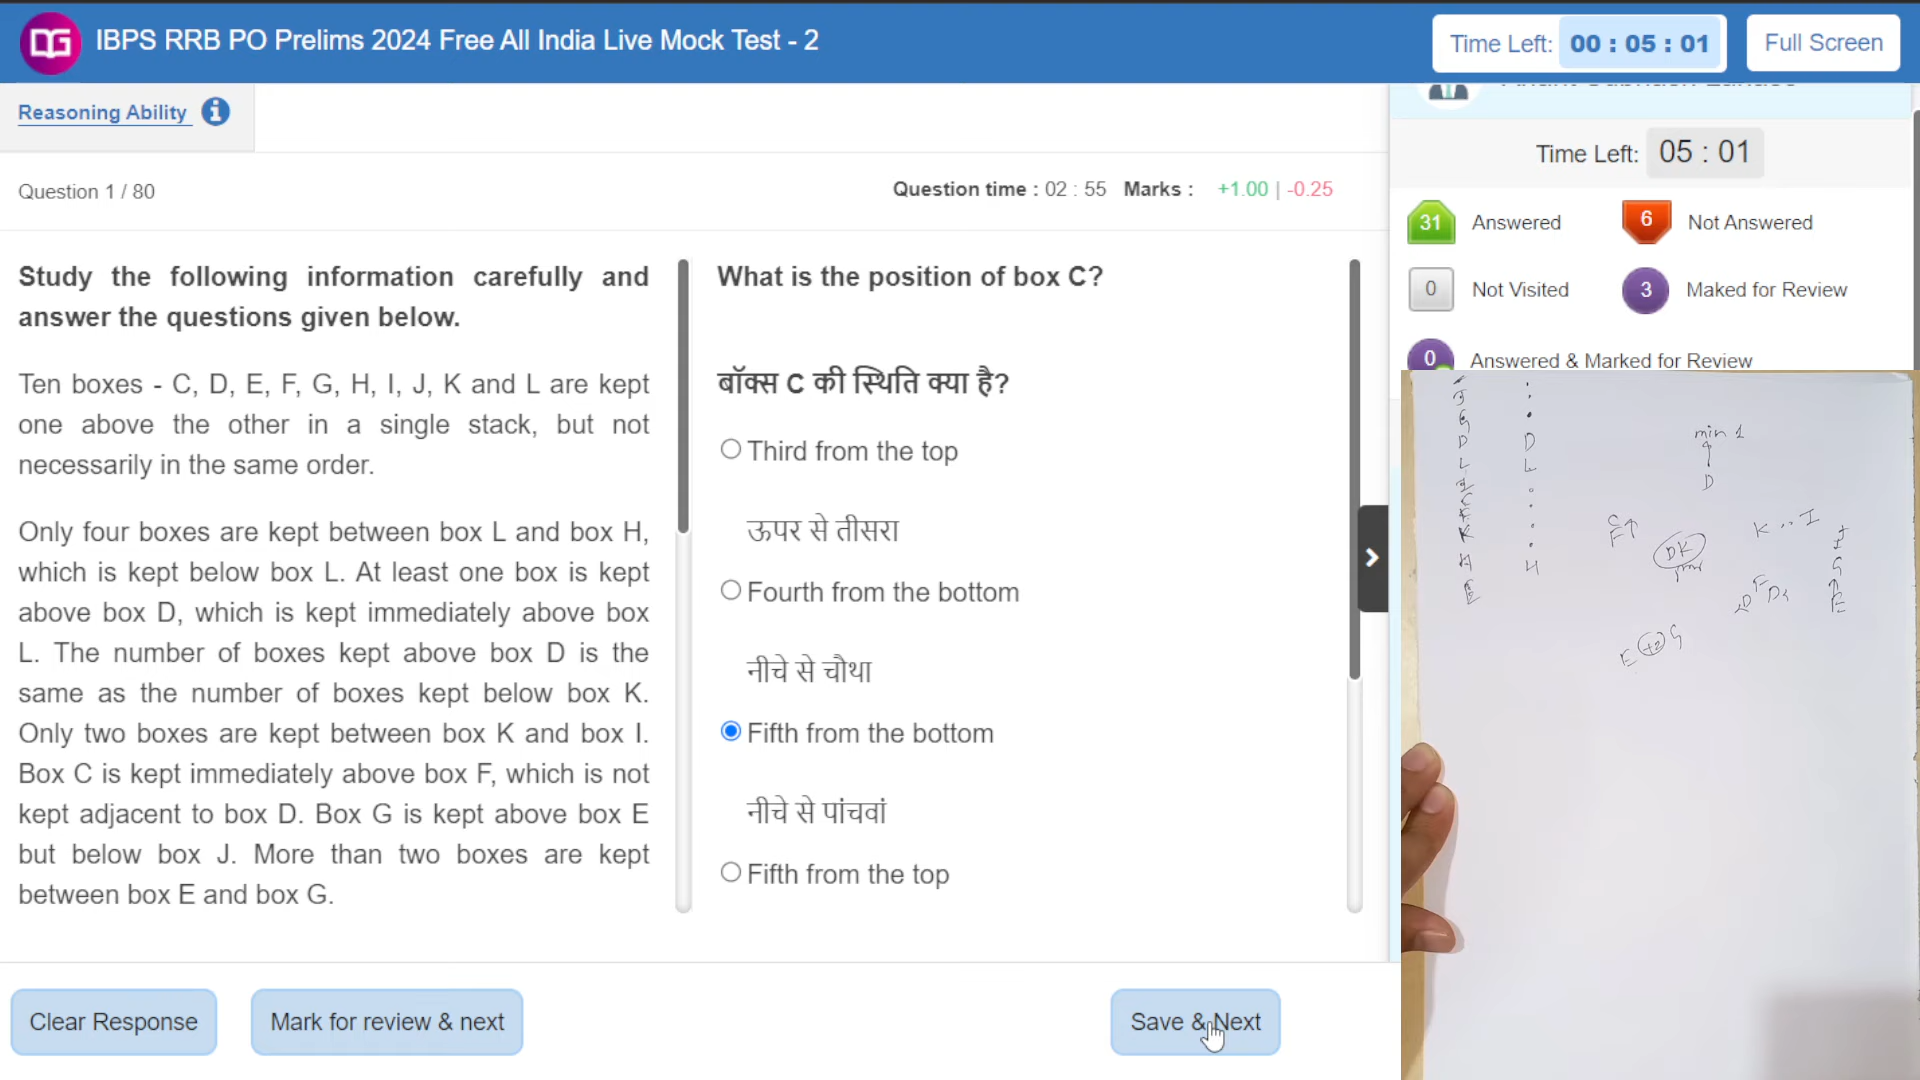 IBPS RRB PO Prelims 2024 Free All India Live Mock Test - 2
Time Left: 00 : 05 : 01
Full Screen
Reasoning Ability
Time Left: 05 : 01
Question 1 / 80
Question time : 02 : 55 Marks : +1.00 | -0.25
31 Answered
6 Not Answered
0 Not Visited
3 Maked for Review
0 Answered & Marked for Review
Study the following information carefully and
answer the questions given below.
Ten boxes - C, D, E, F, G, H, I, J, K and L are kept
one above the other in a single stack, but not
necessarily in the same order.
Only four boxes are kept between box L and box H,
which is kept below box L. At least one box is kept
above box D, which is kept immediately above box
L. The number of boxes kept above box D is the
same as the number of boxes kept below box K.
Only two boxes are kept between box K and box I.
Box C is kept immediately above box F, which is not
kept adjacent to box D. Box G is kept above box E
but below box J. More than two boxes are kept
between box E and box G.
What is the position of box C?
बॉक्स C की स्थिति क्या है?
Third from the top
ऊपर से तीसरा
Fourth from the bottom
नीचे से चौथा
Fifth from the bottom
नीचे से पांचवां
Fifth from the top
Clear Response
Mark for review & next
Save & Next
J
G
D
L
I
C
F
K
H
E
D
L
H
min 1
D
C
F
DK
K .. I
E +2 G